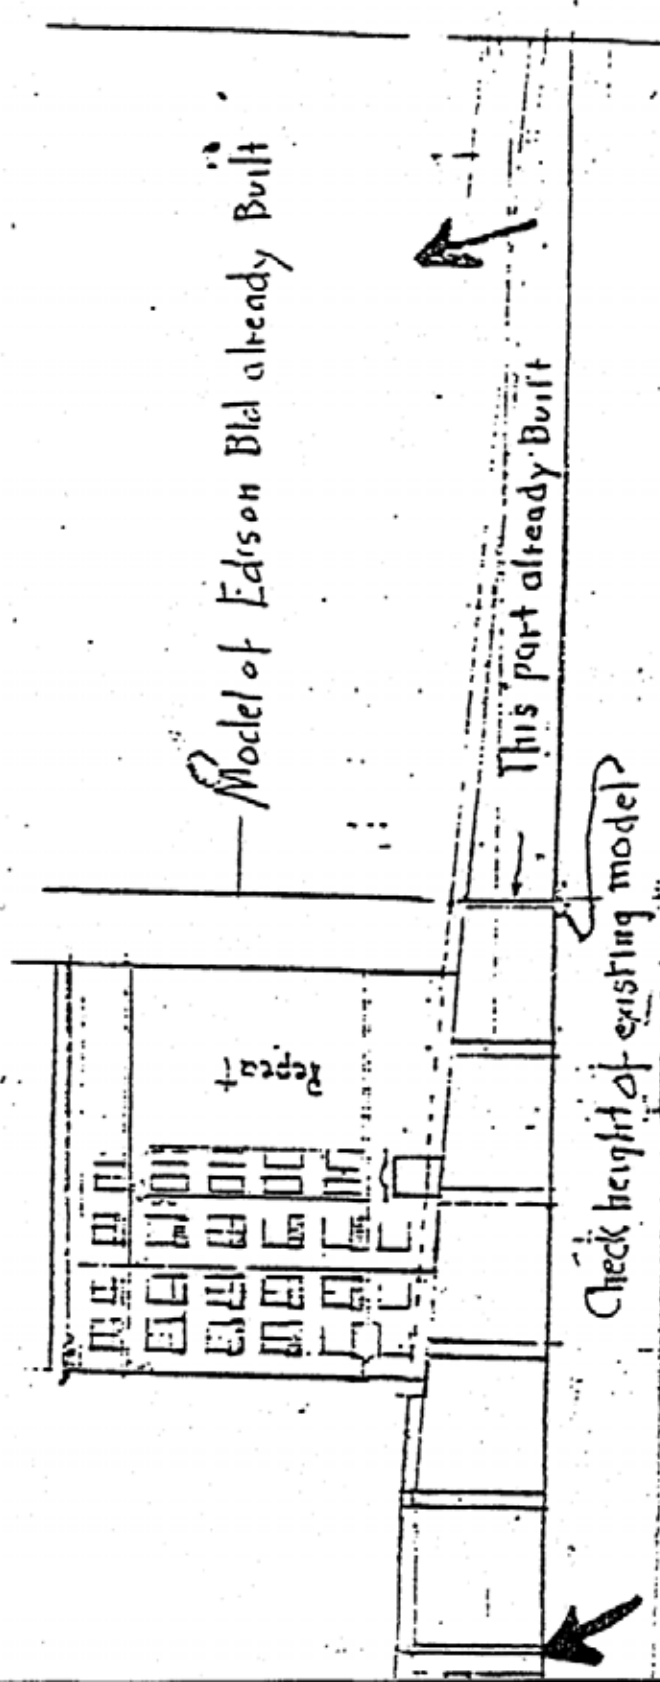 Model of Edison Bld already Built
This part already Built
Repeat
Check height of existing model